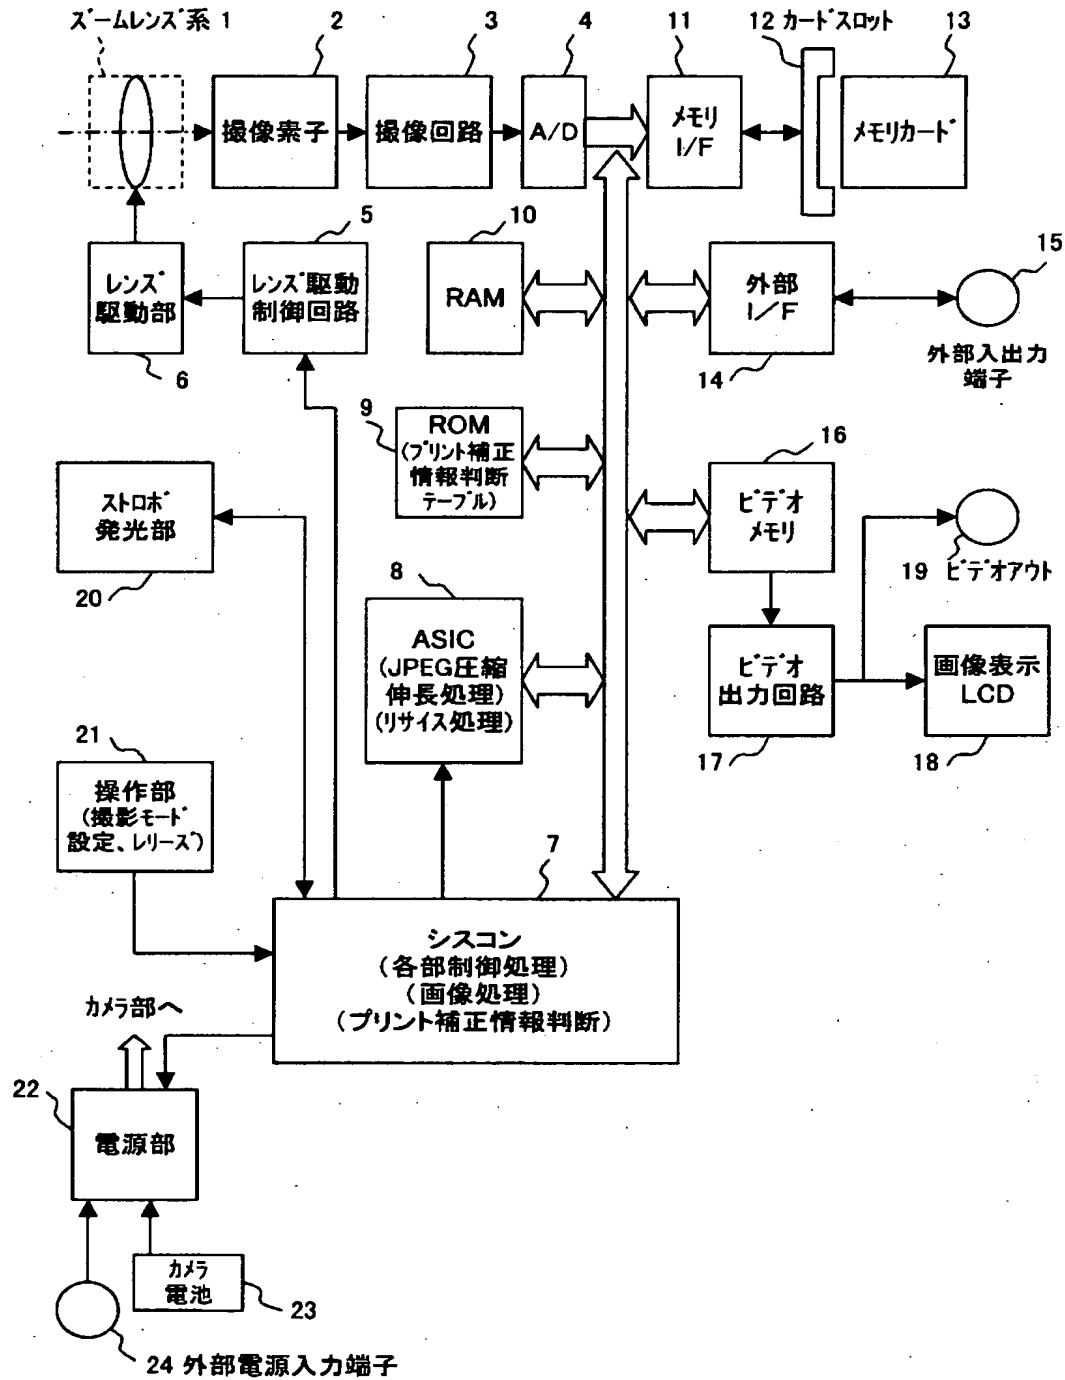 ズームレンズ系 1
2
3
4
11
12 カードスロット
13
撮像素子
撮像回路
A/D
メモリ
I/F
メモリカード
5
10
15
レンズ
駆動部
レンズ駆動
制御回路
RAM
外部
I/F
6
14
外部入出力
端子
9
ROM
(プリント補正
情報判断
テーブル)
16
ストロボ
発光部
ビデオ
メモリ
20
8
19 ビデオアウト
ASIC
(JPEG圧縮
伸長処理)
(リサイス処理)
ビデオ
出力回路
画像表示
LCD
21
17
18
操作部
(撮影モード
設定、レリーズ)
7
シスコン
(各部制御処理)
(画像処理)
(プリント補正情報判断)
カメラ部へ
22
電源部
カメラ
電池
23
24 外部電源入力端子